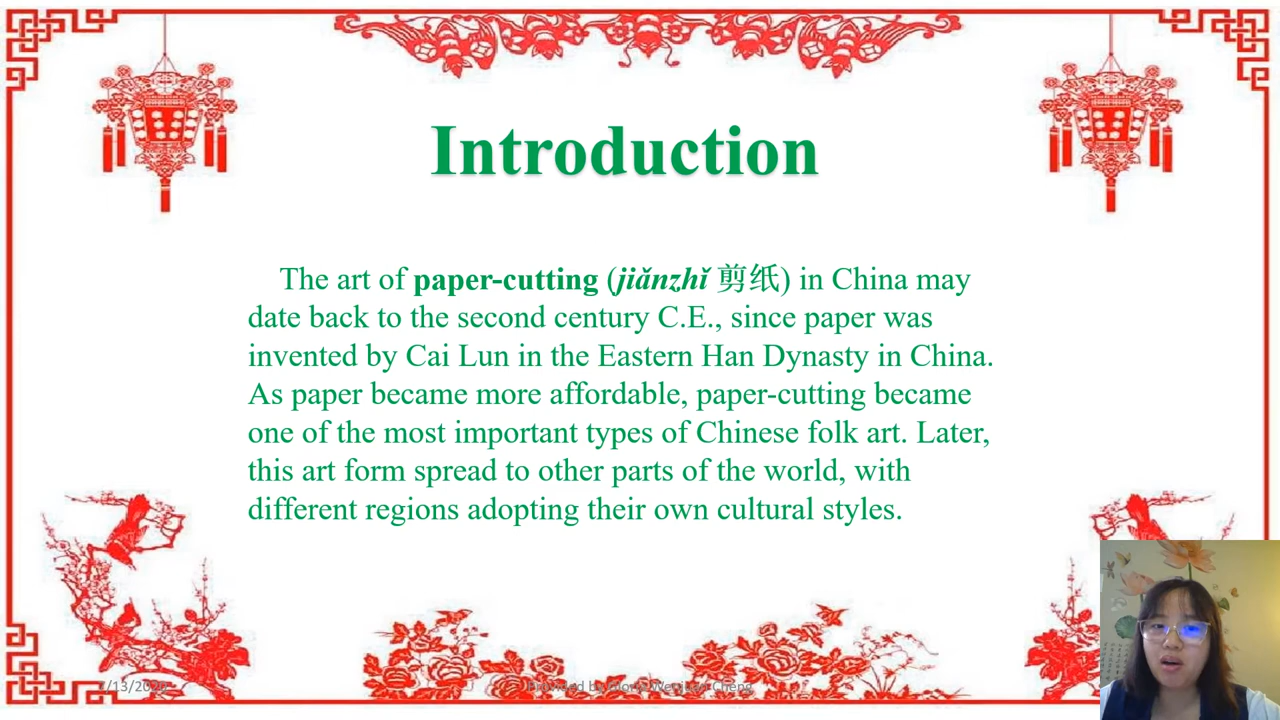 Introduction
The art of paper-cutting (jiǎnzhǐ 剪纸) in China may
date back to the second century C.E., since paper was
invented by Cai Lun in the Eastern Han Dynasty in China.
As paper became more affordable, paper-cutting became
one of the most important types of Chinese folk art. Later,
this art form spread to other parts of the world, with
different regions adopting their own cultural styles.
Provided by Cheng